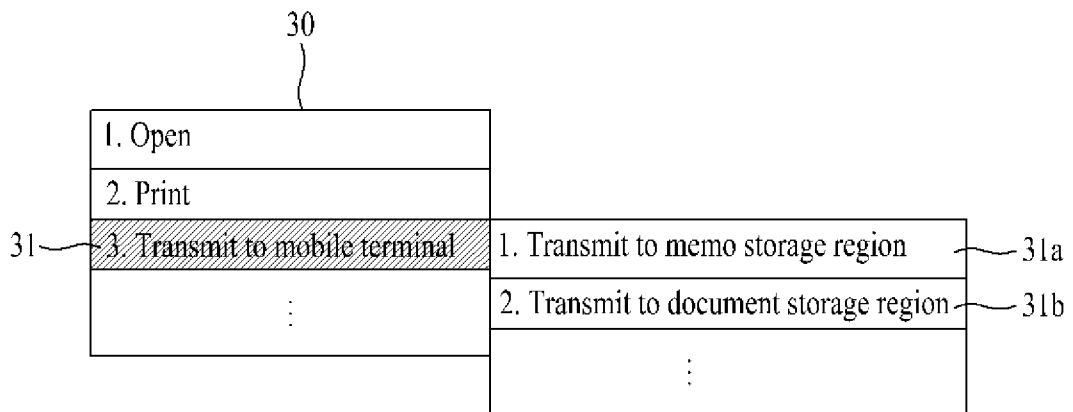 30
1. Open
2. Print
31
3. Transmit to mobile terminal
1. Transmit to memo storage region
31a
2. Transmit to document storage region
31b
⋮
⋮